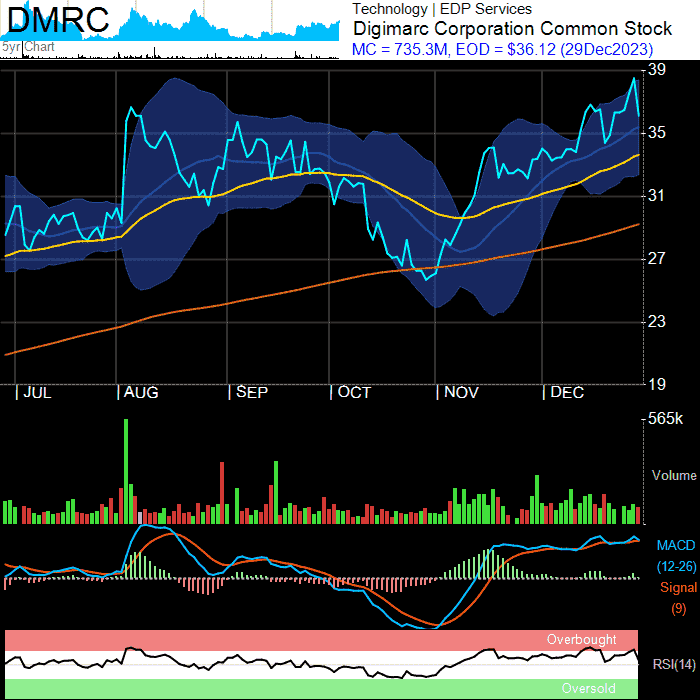 DMRC
5yr Chart
Technology | EDP Services
Digimarc Corporation Common Stock
MC = 735.3M, EOD = $36.12 (29Dec2023)
39
35
31
27
23
19
| JUL | AUG | SEP | OCT | NOV | DEC
565k
Volume
MACD
(12-26)
Signal
(9)
Overbought
RSI(14)
Oversold